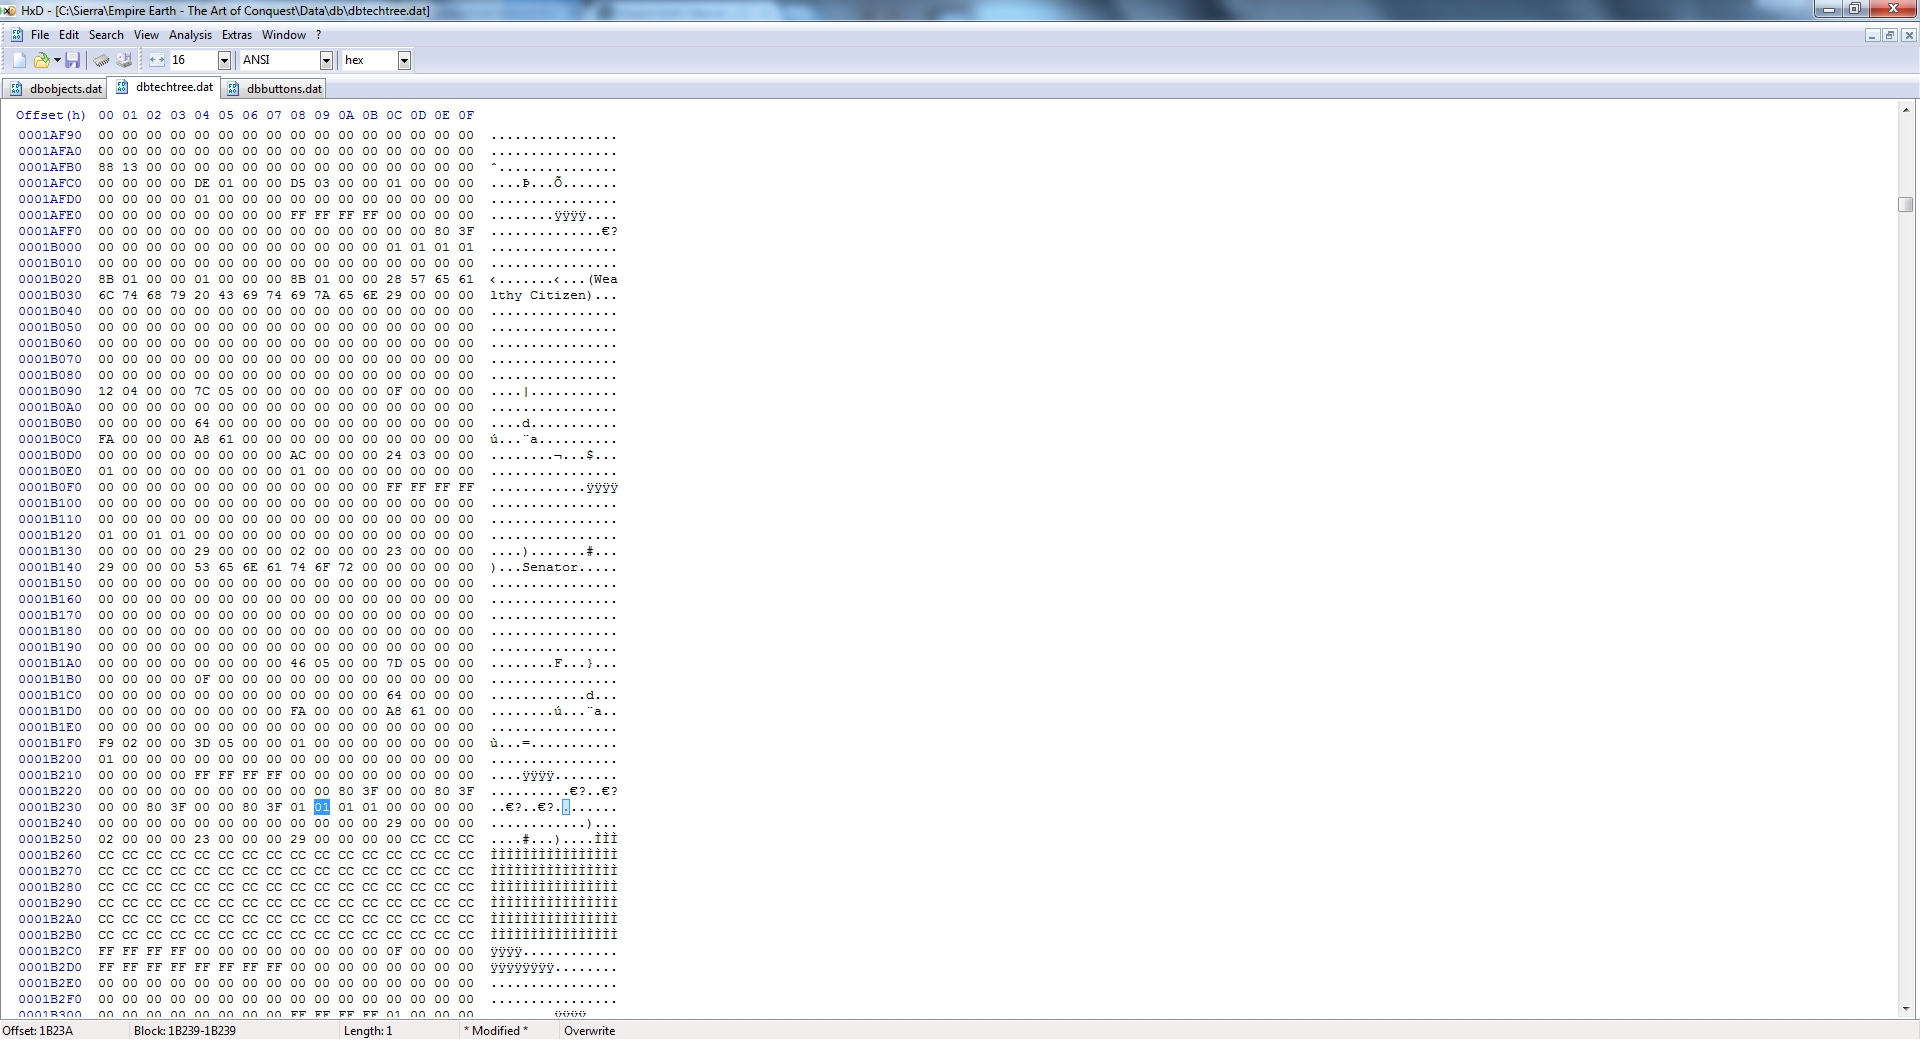 HxD - [C:\Sierra\Empire Earth - The Art of Conquest\Data\db\dbtechtree.dat]
File Edit Search View Analysis Extras Window ?
16 ANSI hex
dbobjects.dat dbtechtree.dat dbbuttons.dat
Offset(h) 00 01 02 03 04 05 06 07 08 09 0A 0B 0C 0D 0E 0F
0001AF90 00 00 00 00 00 00 00 00 00 00 00 00 00 00 00 00 ................
0001AFA0 00 00 00 00 00 00 00 00 00 00 00 00 00 00 00 00 ................
0001AFB0 88 13 00 00 00 00 00 00 00 00 00 00 00 00 00 00 ˆ...............
0001AFC0 00 00 00 00 DE 01 00 00 D5 03 00 00 01 00 00 00 ....Þ...Õ.......
0001AFD0 00 00 00 00 01 00 00 00 00 00 00 00 00 00 00 00 ................
0001AFE0 00 00 00 00 00 00 00 00 FF FF FF FF 00 00 00 00 ........ÿÿÿÿ....
0001AFF0 00 00 00 00 00 00 00 00 00 00 00 00 00 00 80 3F ..............€?
0001B000 00 00 00 00 00 00 00 00 00 00 00 00 01 01 01 01 ................
0001B010 00 00 00 00 00 00 00 00 00 00 00 00 00 00 00 00 ................
0001B020 8B 01 00 00 01 00 00 00 8B 01 00 00 28 57 65 61 ‹.......‹...(Wea
0001B030 6C 74 68 79 20 43 69 74 69 7A 65 6E 29 00 00 00 lthy Citizen)...
0001B040 00 00 00 00 00 00 00 00 00 00 00 00 00 00 00 00 ................
0001B050 00 00 00 00 00 00 00 00 00 00 00 00 00 00 00 00 ................
0001B060 00 00 00 00 00 00 00 00 00 00 00 00 00 00 00 00 ................
0001B070 00 00 00 00 00 00 00 00 00 00 00 00 00 00 00 00 ................
0001B080 00 00 00 00 00 00 00 00 00 00 00 00 00 00 00 00 ................
0001B090 12 04 00 00 7C 05 00 00 00 00 00 00 0F 00 00 00 ....|...........
0001B0A0 00 00 00 00 00 00 00 00 00 00 00 00 00 00 00 00 ................
0001B0B0 00 00 00 00 64 00 00 00 00 00 00 00 00 00 00 00 ....d...........
0001B0C0 FA 00 00 00 A8 61 00 00 00 00 00 00 00 00 00 00 ú...¨a..........
0001B0D0 00 00 00 00 00 00 00 00 AC 00 00 00 24 03 00 00 ........¬...$...
0001B0E0 01 00 00 00 00 00 00 00 01 00 00 00 00 00 00 00 ................
0001B0F0 00 00 00 00 00 00 00 00 00 00 00 00 FF FF FF FF ............ÿÿÿÿ
0001B100 00 00 00 00 00 00 00 00 00 00 00 00 00 00 00 00 ................
0001B110 00 00 00 00 00 00 00 00 00 00 00 00 00 00 00 00 ................
0001B120 01 00 01 01 00 00 00 00 00 00 00 00 00 00 00 00 ................
0001B130 00 00 00 00 29 00 00 00 02 00 00 00 23 00 00 00 ....).......#...
0001B140 29 00 00 00 53 65 6E 61 74 6F 72 00 00 00 00 00 )...Senator.....
0001B150 00 00 00 00 00 00 00 00 00 00 00 00 00 00 00 00 ................
0001B160 00 00 00 00 00 00 00 00 00 00 00 00 00 00 00 00 ................
0001B170 00 00 00 00 00 00 00 00 00 00 00 00 00 00 00 00 ................
0001B180 00 00 00 00 00 00 00 00 00 00 00 00 00 00 00 00 ................
0001B190 00 00 00 00 00 00 00 00 00 00 00 00 00 00 00 00 ................
0001B1A0 00 00 00 00 00 00 00 00 46 05 00 00 7D 05 00 00 ........F...}...
0001B1B0 00 00 00 00 0F 00 00 00 00 00 00 00 00 00 00 00 ................
0001B1C0 00 00 00 00 00 00 00 00 00 00 00 00 64 00 00 00 ............d...
0001B1D0 00 00 00 00 00 00 00 00 FA 00 00 00 A8 61 00 00 ........ú...¨a..
0001B1E0 00 00 00 00 00 00 00 00 00 00 00 00 00 00 00 00 ................
0001B1F0 F9 02 00 00 3D 05 00 00 01 00 00 00 00 00 00 00 ù...=...........
0001B200 01 00 00 00 00 00 00 00 00 00 00 00 00 00 00 00 ................
0001B210 00 00 00 00 FF FF FF FF 00 00 00 00 00 00 00 00 ....ÿÿÿÿ........
0001B220 00 00 00 00 00 00 00 00 00 00 80 3F 00 00 80 3F ..........€?..€?
0001B230 00 00 80 3F 00 00 80 3F 01 01 01 01 00 00 00 00 ..€?..€?........
0001B240 00 00 00 00 00 00 00 00 00 00 00 00 29 00 00 00 ............)...
0001B250 02 00 00 00 23 00 00 00 29 00 00 00 00 CC CC CC ....#...)....ÌÌÌ
0001B260 CC CC CC CC CC CC CC CC CC CC CC CC CC CC CC CC ÌÌÌÌÌÌÌÌÌÌÌÌÌÌÌÌ
0001B270 CC CC CC CC CC CC CC CC CC CC CC CC CC CC CC CC ÌÌÌÌÌÌÌÌÌÌÌÌÌÌÌÌ
0001B280 CC CC CC CC CC CC CC CC CC CC CC CC CC CC CC CC ÌÌÌÌÌÌÌÌÌÌÌÌÌÌÌÌ
0001B290 CC CC CC CC CC CC CC CC CC CC CC CC CC CC CC CC ÌÌÌÌÌÌÌÌÌÌÌÌÌÌÌÌ
0001B2A0 CC CC CC CC CC CC CC CC CC CC CC CC CC CC CC CC ÌÌÌÌÌÌÌÌÌÌÌÌÌÌÌÌ
0001B2B0 CC CC CC CC CC CC CC CC CC CC CC CC CC CC CC CC ÌÌÌÌÌÌÌÌÌÌÌÌÌÌÌÌ
0001B2C0 FF FF FF FF 00 00 00 00 00 00 00 00 0F 00 00 00 ÿÿÿÿ............
0001B2D0 FF FF FF FF FF FF FF FF 00 00 00 00 00 00 00 00 ÿÿÿÿÿÿÿÿ........
0001B2E0 00 00 00 00 00 00 00 00 00 00 00 00 00 00 00 00 ................
0001B2F0 00 00 00 00 00 00 00 00 00 00 00 00 00 00 00 00 ................
0001B300 00 00 00 00 00 00 00 00 FF FF FF FF 01 00 00 00 ........ÿÿÿÿ....
Offset: 1B23A Block: 1B239-1B239 Length: 1 * Modified * Overwrite